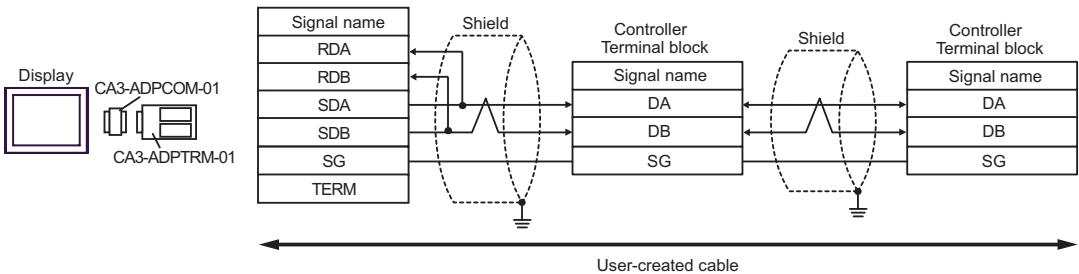 Display
CA3-ADPCOM-01
CA3-ADPTRM-01
Signal name
RDA
RDB
SDA
SDB
SG
TERM
Shield
Controller
Terminal block
Signal name
DA
DB
SG
Shield
Controller
Terminal block
Signal name
DA
DB
SG
User-created cable